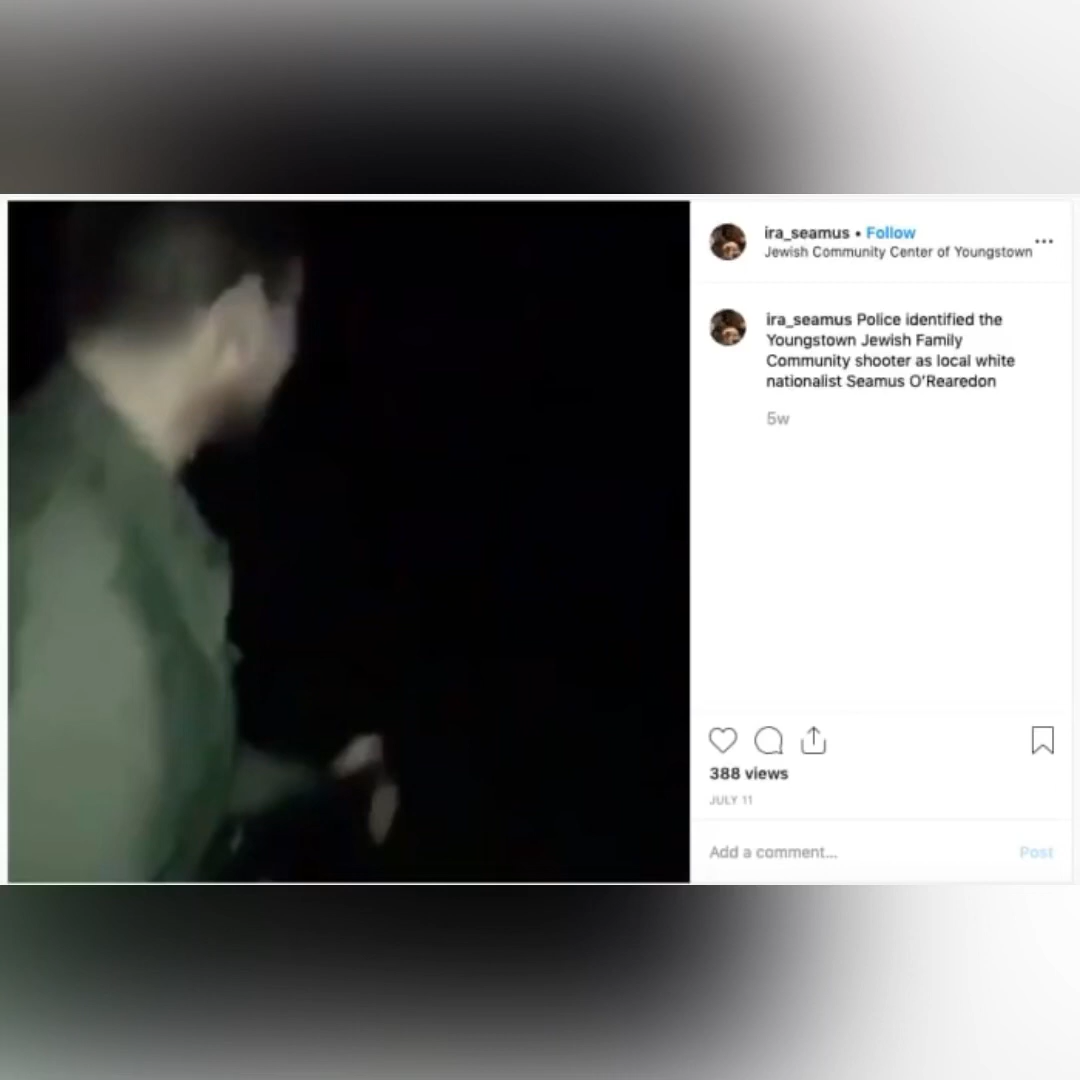 ira_seamus • Follow
Jewish Community Center of Youngstown
ira_seamus Police identified the
Youngstown Jewish Family
Community shooter as local white
nationalist Seamus O'Rearedon
5w
388 views
JULY 11
Add a comment...
Post